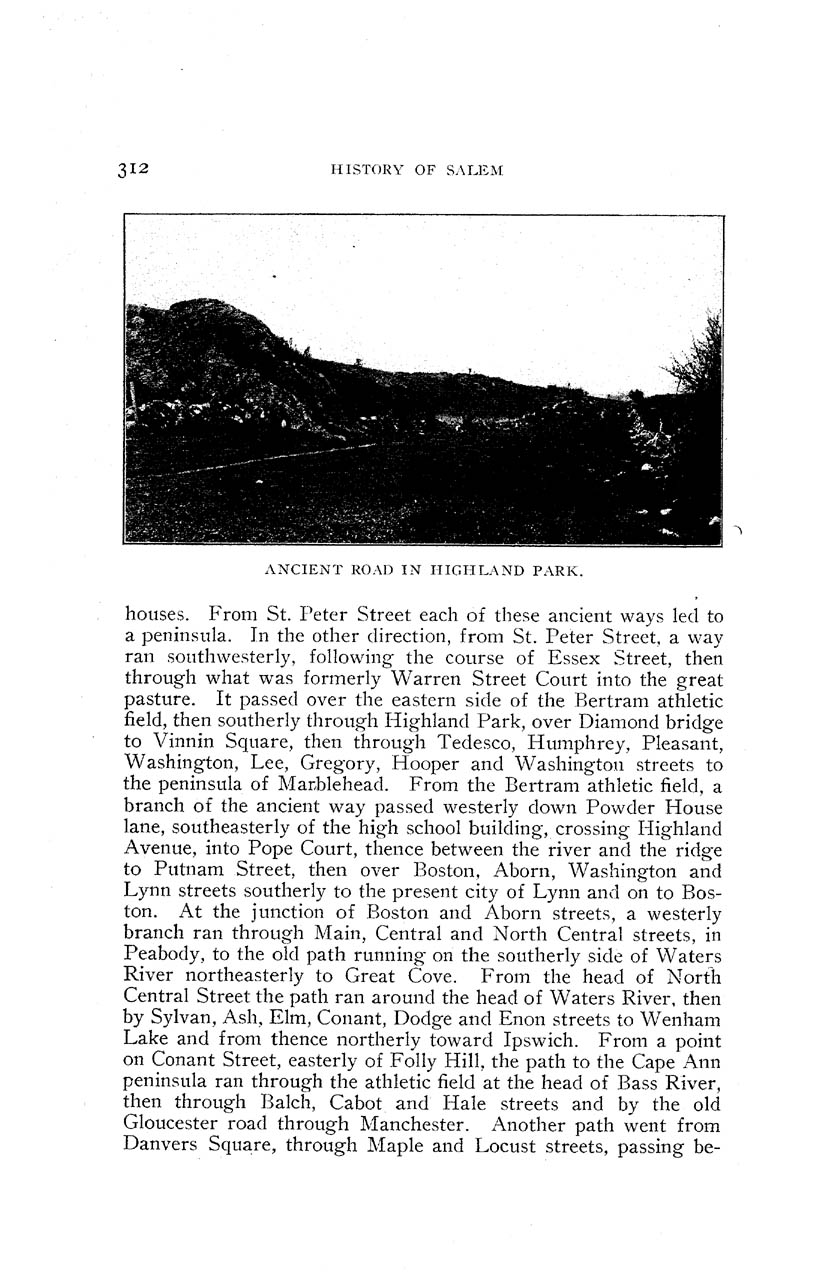 312
HISTORY OF SALEM
ANCIENT ROAD IN HIGHLAND PARK.
houses. From St. Peter Street each of these ancient ways led to
a peninsula. In the other direction, from St. Peter Street, a way
ran southwesterly, following the course of Essex Street, then
through what was formerly Warren Street Court into the great
pasture. It passed over the eastern side of the Bertram athletic
field, then southerly through Highland Park, over Diamond bridge
to Vinnin Square, then through Tedesco, Humphrey, Pleasant,
Washington, Lee, Gregory, Hooper and Washington streets to
the peninsula of Marblehead. From the Bertram athletic field, a
branch of the ancient way passed westerly down Powder House
lane, southeasterly of the high school building, crossing Highland
Avenue, into Pope Court, thence between the river and the ridge
to Putnam Street, then over Boston, Aborn, Washington and
Lynn streets southerly to the present city of Lynn and on to Bos-
ton. At the junction of Boston and Aborn streets, a westerly
branch ran through Main, Central and North Central streets, in
Peabody, to the old path running on the southerly side of Waters
River northeasterly to Great Cove. From the head of North
Central Street the path ran around the head of Waters River, then
by Sylvan, Ash, Elm, Conant, Dodge and Enon streets to Wenham
Lake and from thence northerly toward Ipswich. From a point
on Conant Street, easterly of Folly Hill, the path to the Cape Ann
peninsula ran through the athletic field at the head of Bass River,
then through Balch, Cabot and Hale streets and by the old
Gloucester road through Manchester. Another path went from
Danvers Square, through Maple and Locust streets, passing be-